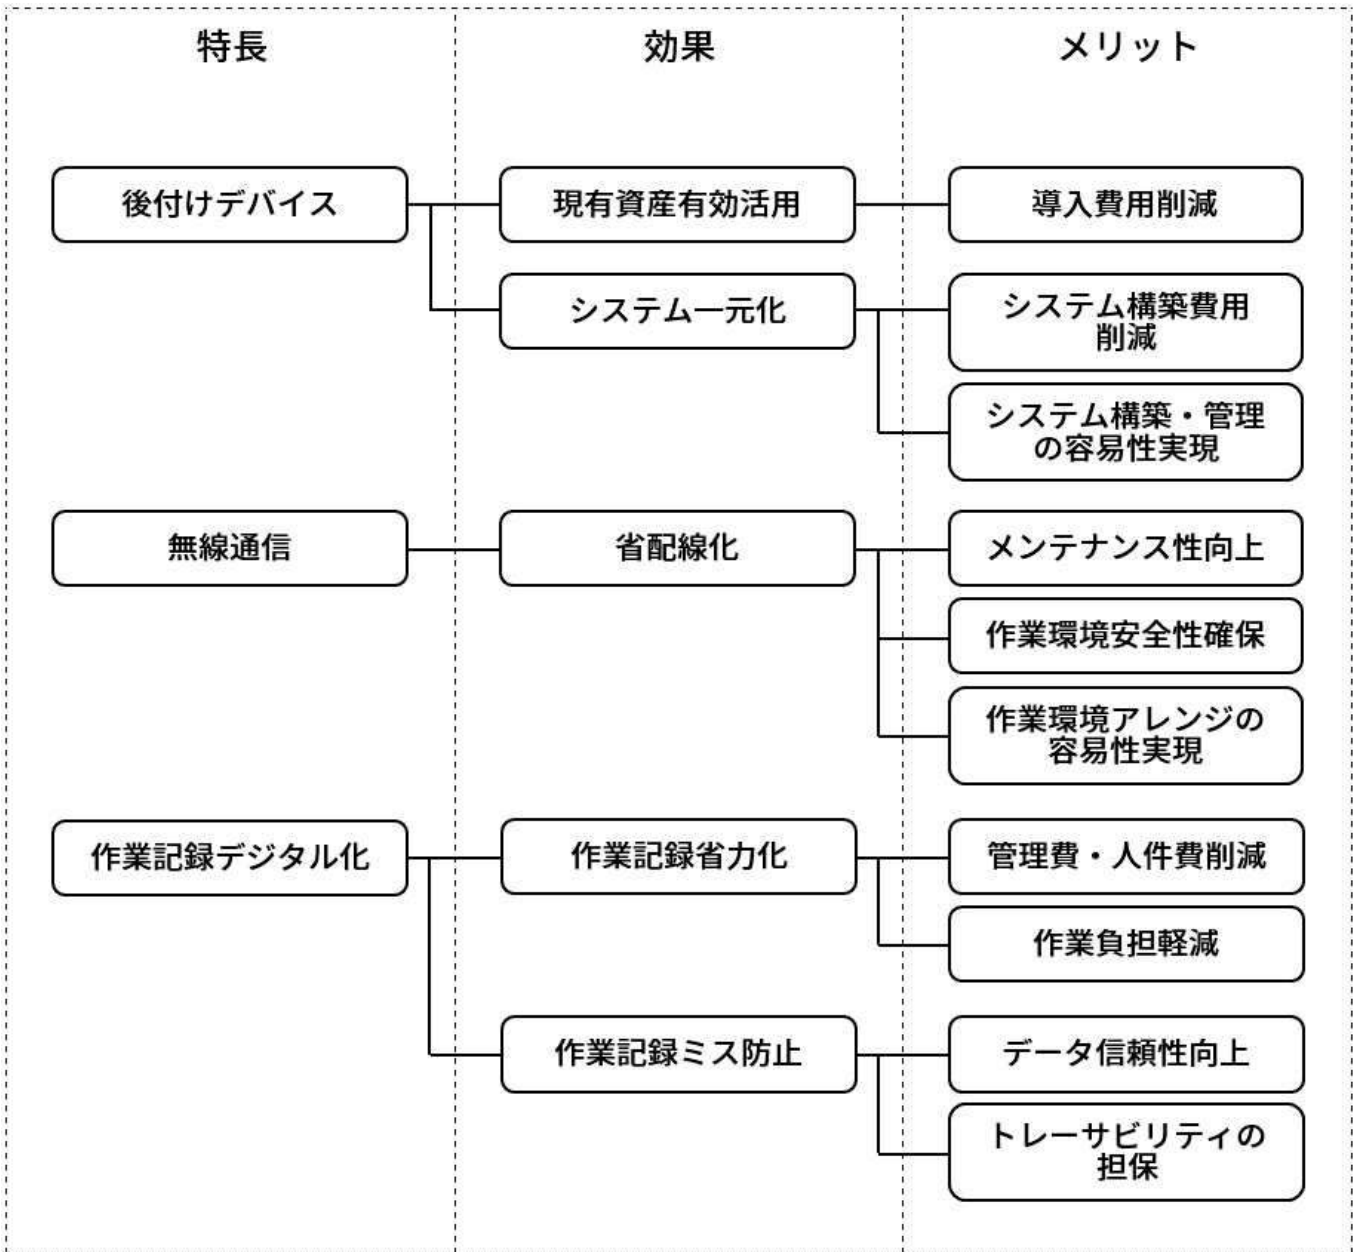 特長
効果
メリット
後付けデバイス
現有資産有効活用
導入費用削減
システム一元化
システム構築費用
削減
システム構築・管理
の容易性実現
無線通信
省配線化
メンテナンス性向上
作業環境安全性確保
作業環境アレンジの
容易性実現
作業記録デジタル化
作業記録省力化
管理費・人件費削減
作業負担軽減
作業記録ミス防止
データ信頼性向上
トレーサビリティの
担保